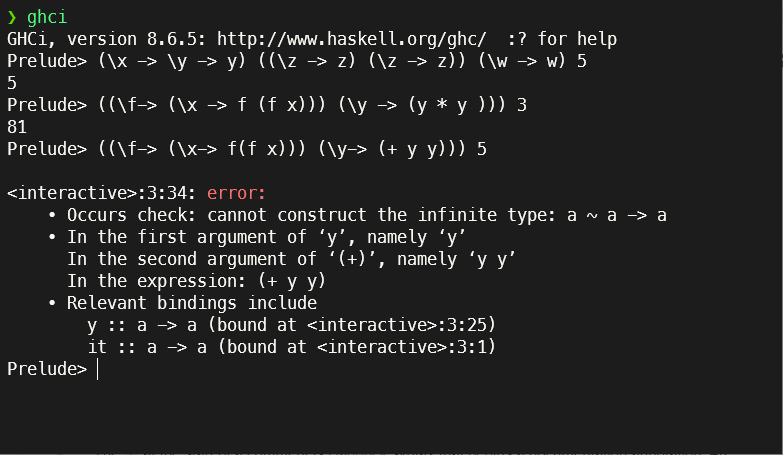 ❯ ghci
GHCi, version 8.6.5: http://www.haskell.org/ghc/  :? for help
Prelude> (\x -> \y -> y) ((\z -> z) (\z -> z)) (\w -> w) 5
5
Prelude> ((\f-> (\x -> f (f x))) (\y -> (y * y ))) 3
81
Prelude> ((\f-> (\x-> f(f x))) (\y-> (+ y y))) 5

<interactive>:3:34: error:
    • Occurs check: cannot construct the infinite type: a ~ a -> a
    • In the first argument of ‘y’, namely ‘y’
      In the second argument of ‘(+)’, namely ‘y y’
      In the expression: (+ y y)
    • Relevant bindings include
        y :: a -> a (bound at <interactive>:3:25)
        it :: a -> a (bound at <interactive>:3:1)
Prelude>